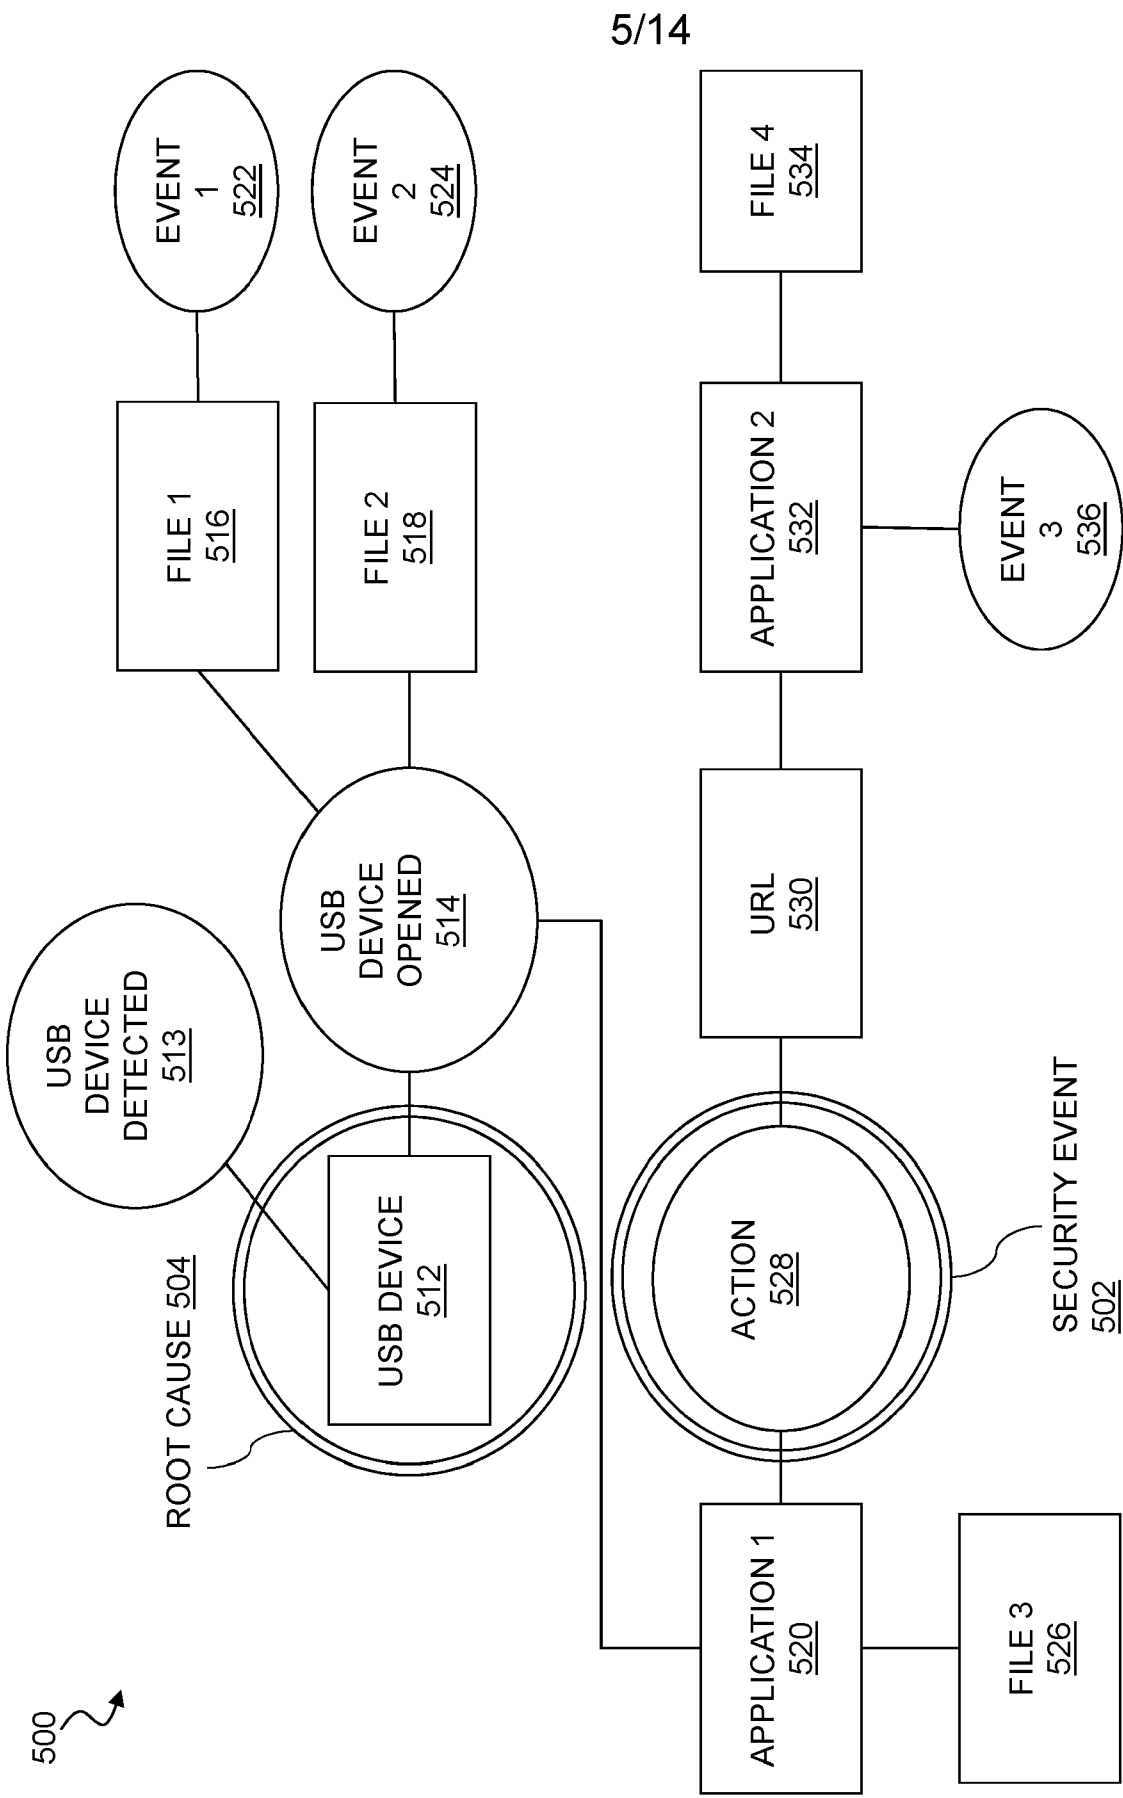 5/14
500
ROOT CAUSE 504
USB
DEVICE
DETECTED
513
USB DEVICE
512
USB
DEVICE
OPENED
514
FILE 1
516
EVENT
1
522
FILE 2
518
EVENT
2
524
APPLICATION 1
520
ACTION
528
URL
530
APPLICATION 2
532
FILE 4
534
FILE 3
526
SECURITY EVENT
502
EVENT
3
536